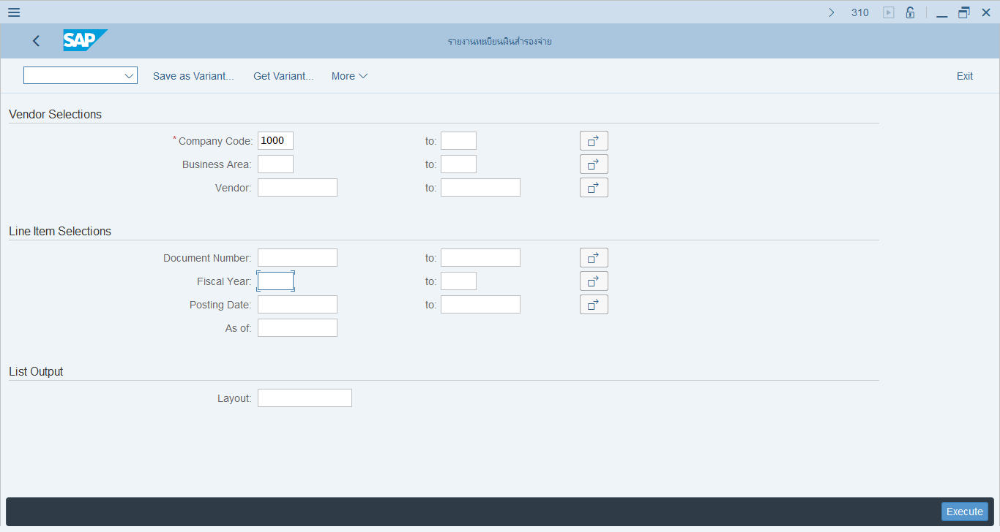 310
SAP
รายงานทะเบียนเงินสำรองจ่าย
Save as Variant... Get Variant... More Exit
Vendor Selections
* Company Code: 1000 to:
Business Area: to:
Vendor: to:
Line Item Selections
Document Number: to:
Fiscal Year: to:
Posting Date: to:
As of:
List Output
Layout:
Execute